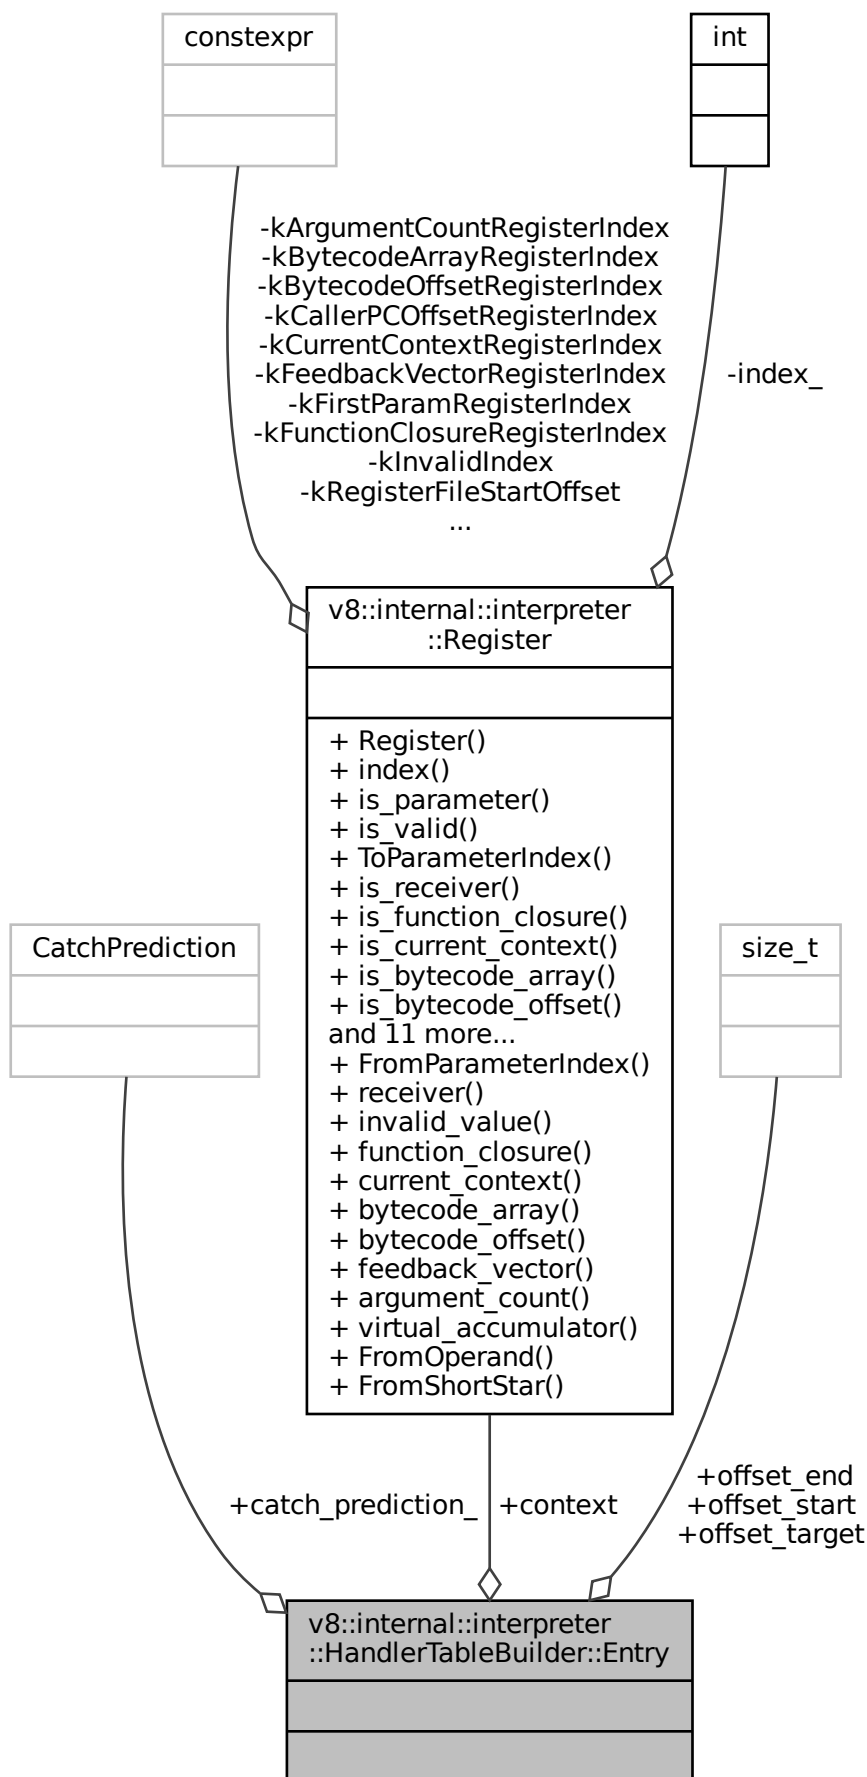 constexpr
int
-kArgumentCountRegisterIndex
-kBytecodeArrayRegisterIndex
-kBytecodeOffsetRegisterIndex
-kCallerPCOffsetRegisterIndex
-kCurrentContextRegisterIndex
-kFeedbackVectorRegisterIndex
-kFirstParamRegisterIndex
-kFunctionClosureRegisterIndex
-kInvalidIndex
-kRegisterFileStartOffset
...
-index_
v8::internal::interpreter
::Register
+ Register()
+ index()
+ is_parameter()
+ is_valid()
+ ToParameterIndex()
+ is_receiver()
+ is_function_closure()
+ is_current_context()
+ is_bytecode_array()
+ is_bytecode_offset()
and 11 more...
+ FromParameterIndex()
+ receiver()
+ invalid_value()
+ function_closure()
+ current_context()
+ bytecode_array()
+ bytecode_offset()
+ feedback_vector()
+ argument_count()
+ virtual_accumulator()
+ FromOperand()
+ FromShortStar()
CatchPrediction
size_t
+catch_prediction_
+context
+offset_end
+offset_start
+offset_target
v8::internal::interpreter
::HandlerTableBuilder::Entry